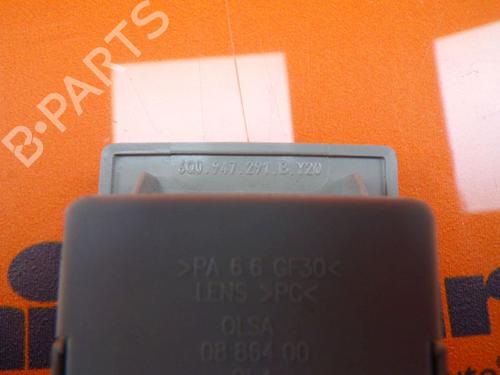 B-PARTS
6Q0.947.291.B.Y20
>PA 6 6 GF30<
LENS >PC<
OLSA
08 864 00